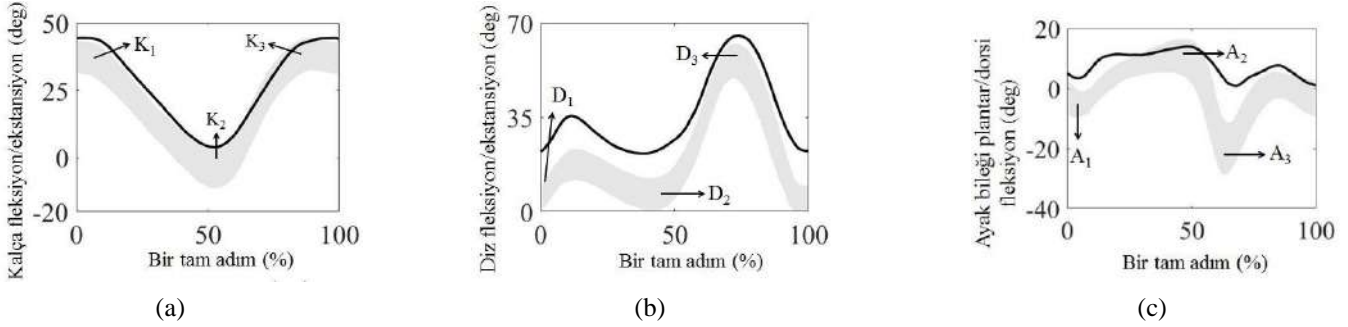 Kalça fleksiyon/ekstansiyon (deg)
50
25
0
-20
K1
K2
K3
0
50
100
Bir tam adım (%)
(a)
Diz fleksiyon/ekstansiyon (deg)
70
35
0
D1
D2
D3
0
50
100
Bir tam adım (%)
(b)
Ayak bileği plantar/dorsi
fleksiyon (deg)
20
0
-20
-40
A1
A2
A3
0
50
100
Bir tam adım (%)
(c)